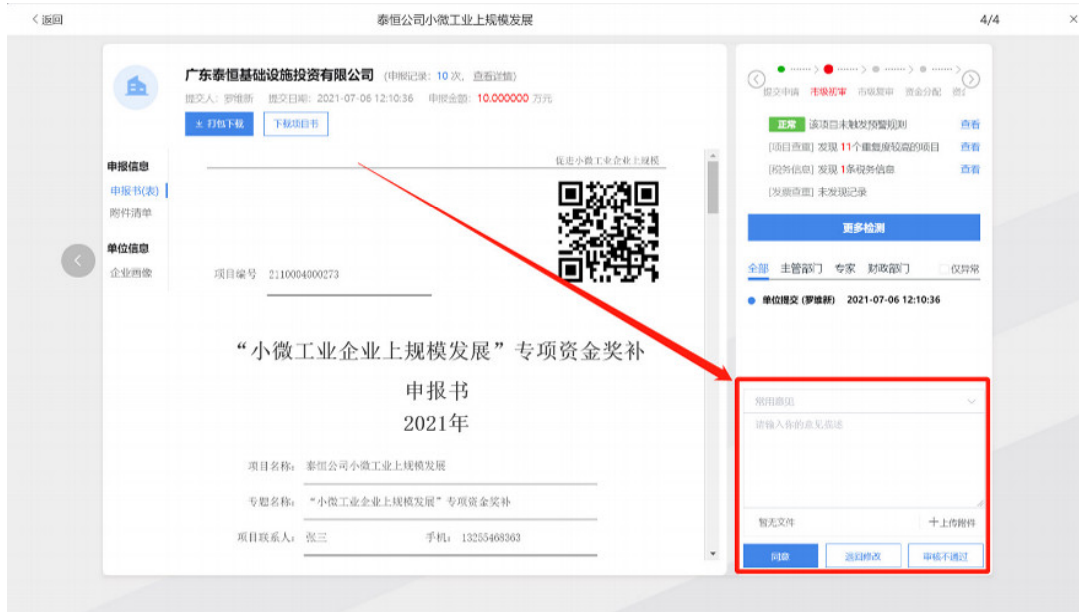 < 返回 泰恒公司小微工业上规模发展 4/4 ×
广东泰恒基础设施投资有限公司 (申报记录：10 次，查看详情)
提交人：罗维新 提交日期：2021-07-06 12:10:36 申报金额：10.000000 万元
打包下载 下载项目书
申报信息
申报书(表)
附件清单
单位信息
企业画像
促进小微工业企业上规模
项目编号 2110004000273
“小微工业企业上规模发展”专项资金奖补
申报书
2021年
项目名称： 泰恒公司小微工业上规模发展
专题名称： “小微工业企业上规模发展”专项资金奖补
项目联系人： 张三 手机： 13255468363
提交申请 市级初审 市级复审 资金分配
正常 该项目未触发预警规则 查看
[项目查重] 发现 11个重复度较高的项目 查看
[税务信息] 发现 1条税务信息 查看
[发票查重] 未发现记录
更多检测
全部 主管部门 专家 财政部门 仅异常
单位提交 (罗维新) 2021-07-06 12:10:36
常用意见
请输入你的意见描述
暂无文件 +上传附件
同意 退回修改 审核不通过